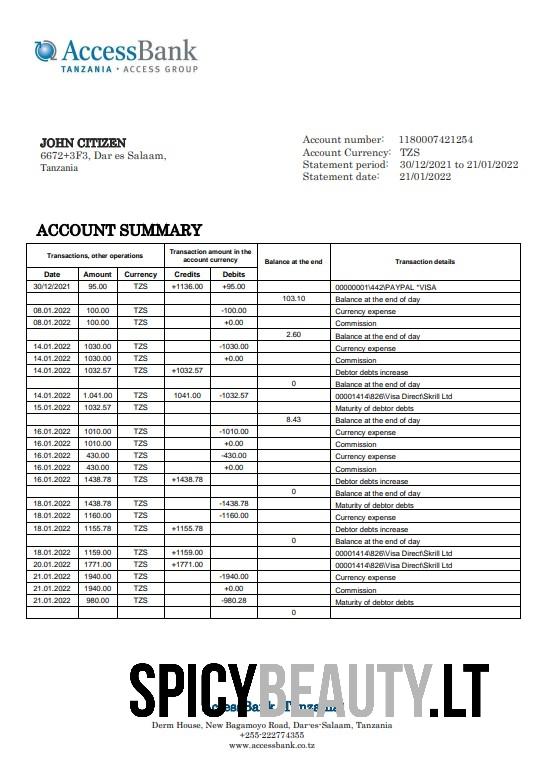 AccessBank
TANZANIA • ACCESS GROUP
JOHN CITIZEN
6672+3F3, Dar es Salaam,
Tanzania
Account number: 1180007421254
Account Currency: TZS
Statement period: 30/12/2021 to 21/01/2022
Statement date: 21/01/2022
ACCOUNT SUMMARY
Transactions, other operations Transaction amount in the account currency Balance at the end Transaction details
Date Amount Currency Credits Debits
30/12/2021 95.00 TZS +1136.00 +95.00 00000001\442\PAYPAL *VISA
103.10 Balance at the end of day
08.01.2022 100.00 TZS -100.00 Currency expense
08.01.2022 100.00 TZS +0.00 Commission
2.60 Balance at the end of day
14.01.2022 1030.00 TZS -1030.00 Currency expense
14.01.2022 1030.00 TZS +0.00 Commission
14.01.2022 1032.57 TZS +1032.57 Debtor debts increase
0 Balance at the end of day
14.01.2022 1.041.00 TZS 1041.00 -1032.57 00001414\826\Visa Direct\Skrill Ltd
15.01.2022 1032.57 TZS Maturity of debtor debts
8.43 Balance at the end of day
16.01.2022 1010.00 TZS -1010.00 Currency expense
16.01.2022 1010.00 TZS +0.00 Commission
16.01.2022 430.00 TZS -430.00 Currency expense
16.01.2022 430.00 TZS +0.00 Commission
16.01.2022 1438.78 TZS +1438.78 Debtor debts increase
0 Balance at the end of day
18.01.2022 1438.78 TZS -1438.78 Maturity of debtor debts
18.01.2022 1160.00 TZS -1160.00 Currency expense
18.01.2022 1155.78 TZS +1155.78 Debtor debts increase
0 Balance at the end of day
18.01.2022 1159.00 TZS +1159.00 00001414\826\Visa Direct\Skrill Ltd
20.01.2022 1771.00 TZS +1771.00 00001414\826\Visa Direct\Skrill Ltd
21.01.2022 1940.00 TZS -1940.00 Currency expense
21.01.2022 1940.00 TZS +0.00 Commission
21.01.2022 980.00 TZS -980.28 Maturity of debtor debts
0
SPICYBEAUTY.LT
AccessBank Tanzania
Derm House, New Bagamoyo Road, Dar-es-Salaam, Tanzania
+255-222774355
www.accessbank.co.tz